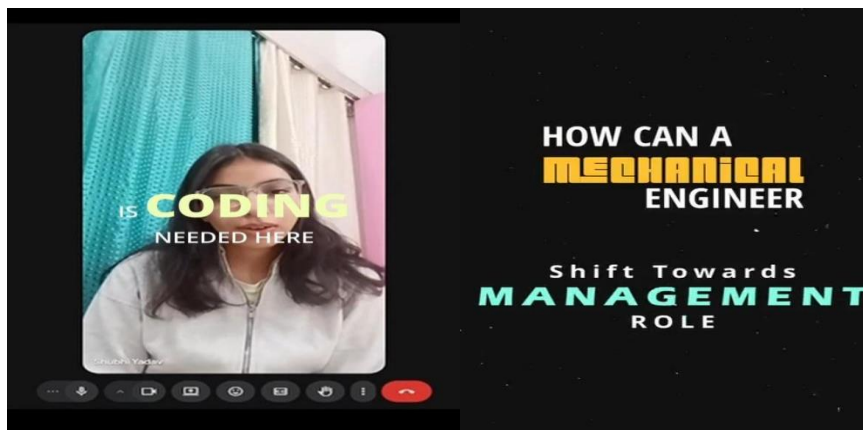 IS CODING
NEEDED HERE
Shubhi Yadav
HOW CAN A
MECHANICAL
ENGINEER
Shift Towards
MANAGEMENT
ROLE